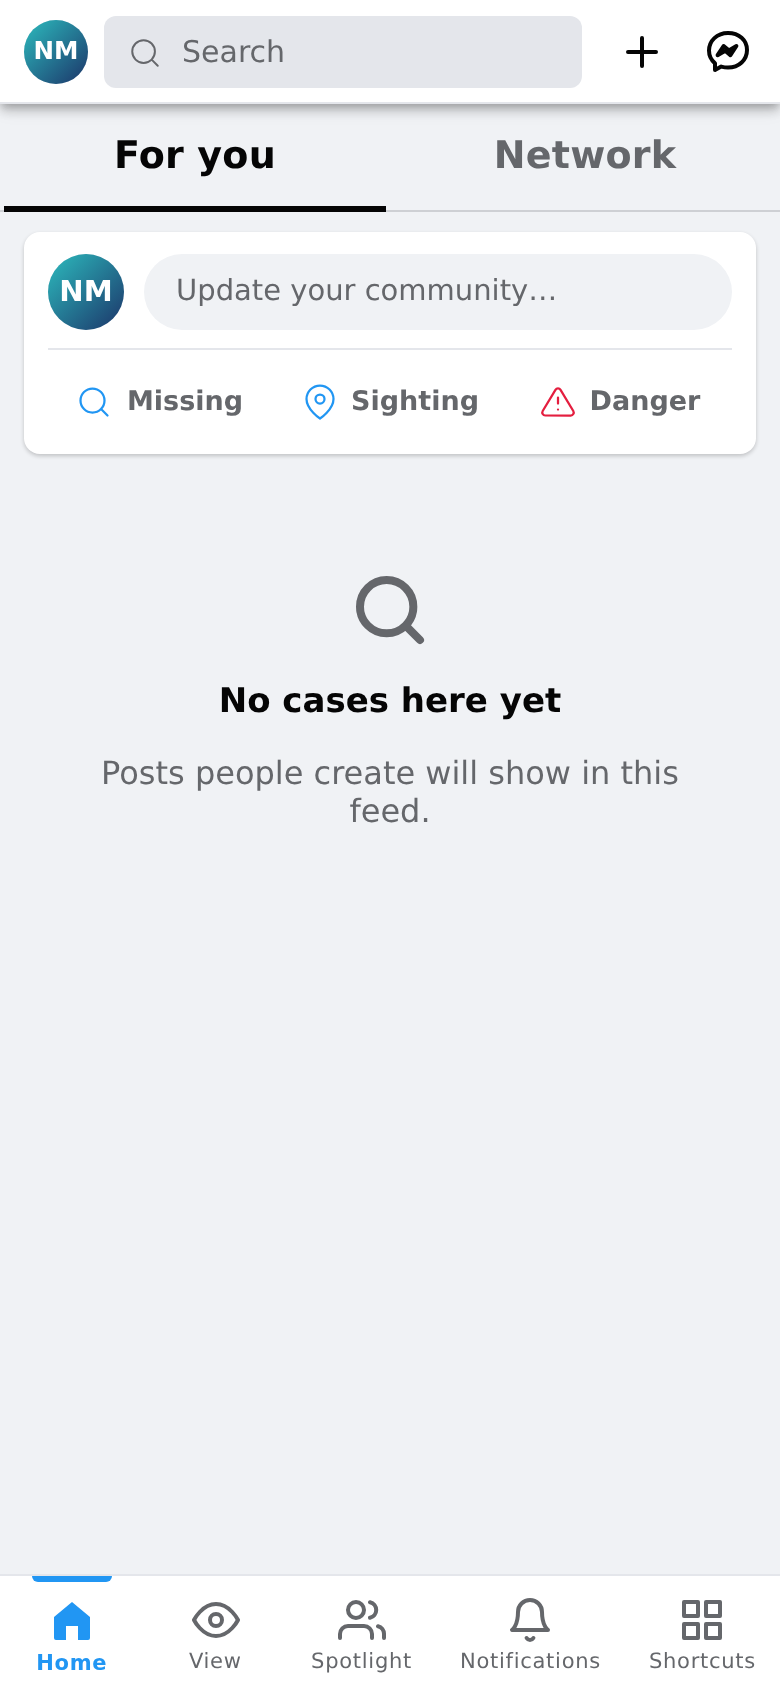 NM
Search
For you
Network
NM
Update your community...
Missing
Sighting
Danger
No cases here yet
Posts people create will show in this
feed.
Home
View
Spotlight
Notifications
Shortcuts